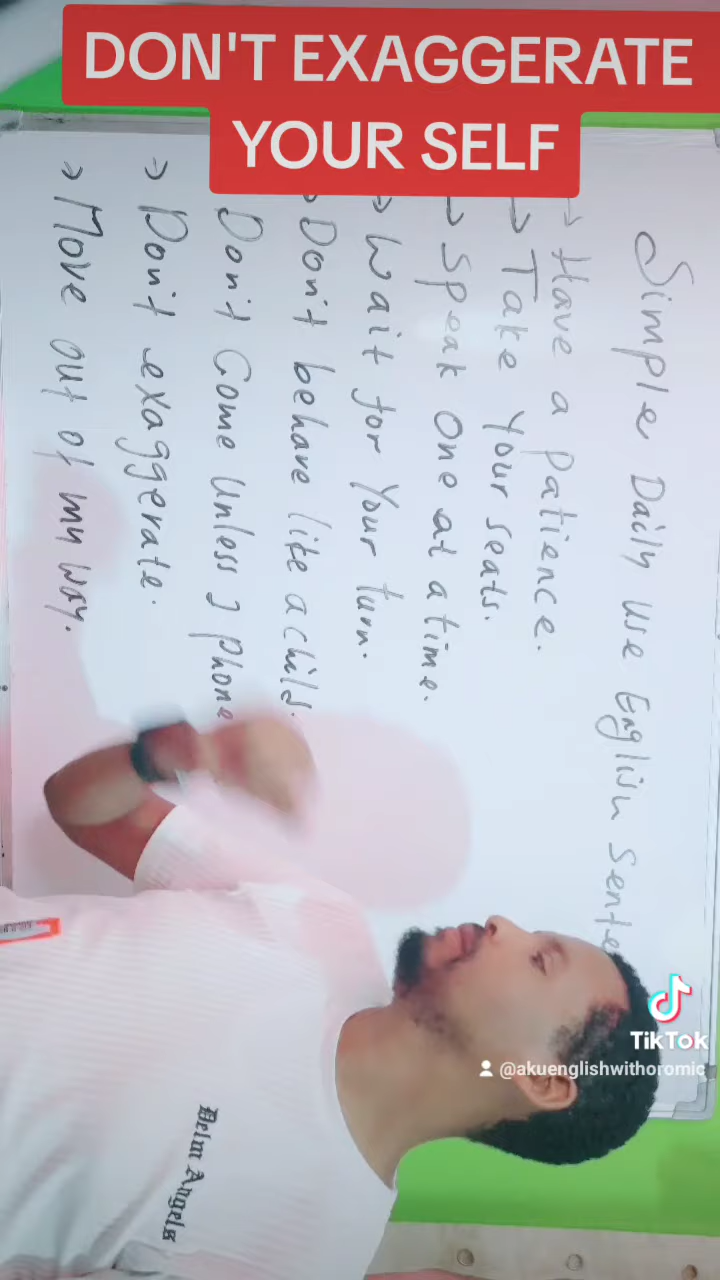 DON'T EXAGGERATE
YOUR SELF
Simple Daily Use English Sente
→ Have a patience.
→ Take your seats.
→ Speak One at a time.
→ Wait for Your turn.
→ Don't behave like a child.
Don't Come Unless I Phone
→ Don't exaggerate.
→ Move out of my way.
TikTok
@akuenglishwithoromic
Delm Angels